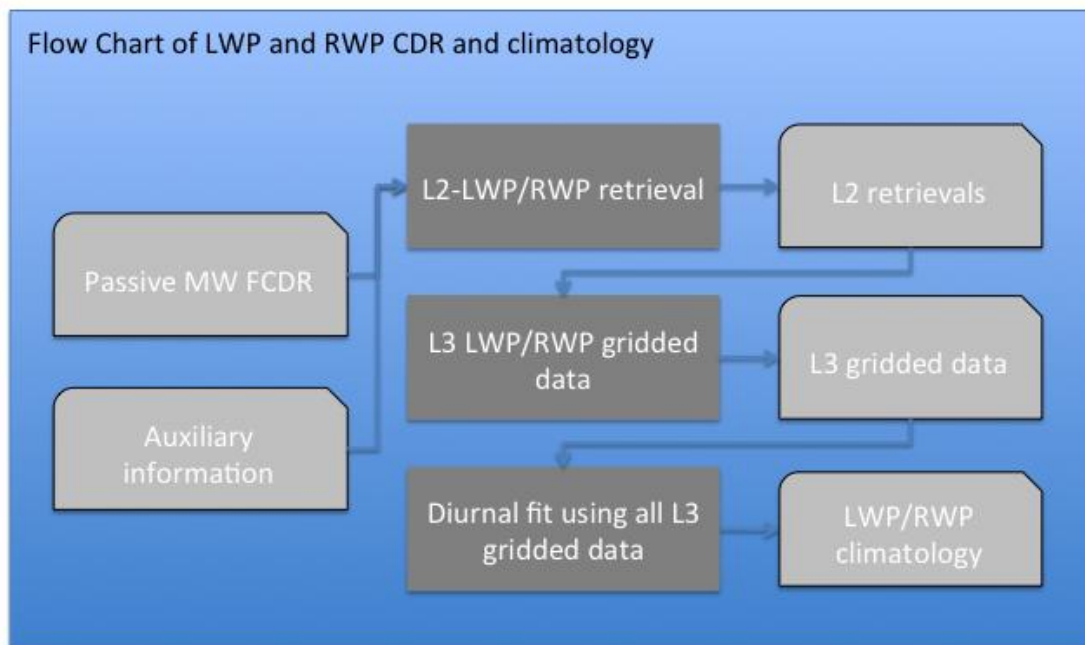 Flow Chart of LWP and RWP CDR and climatology
Passive MW FCDR
Auxiliary
information
L2-LWP/RWP retrieval
L2 retrievals
L3 LWP/RWP gridded
data
L3 gridded data
Diurnal fit using all L3
gridded data
LWP/RWP
climatology